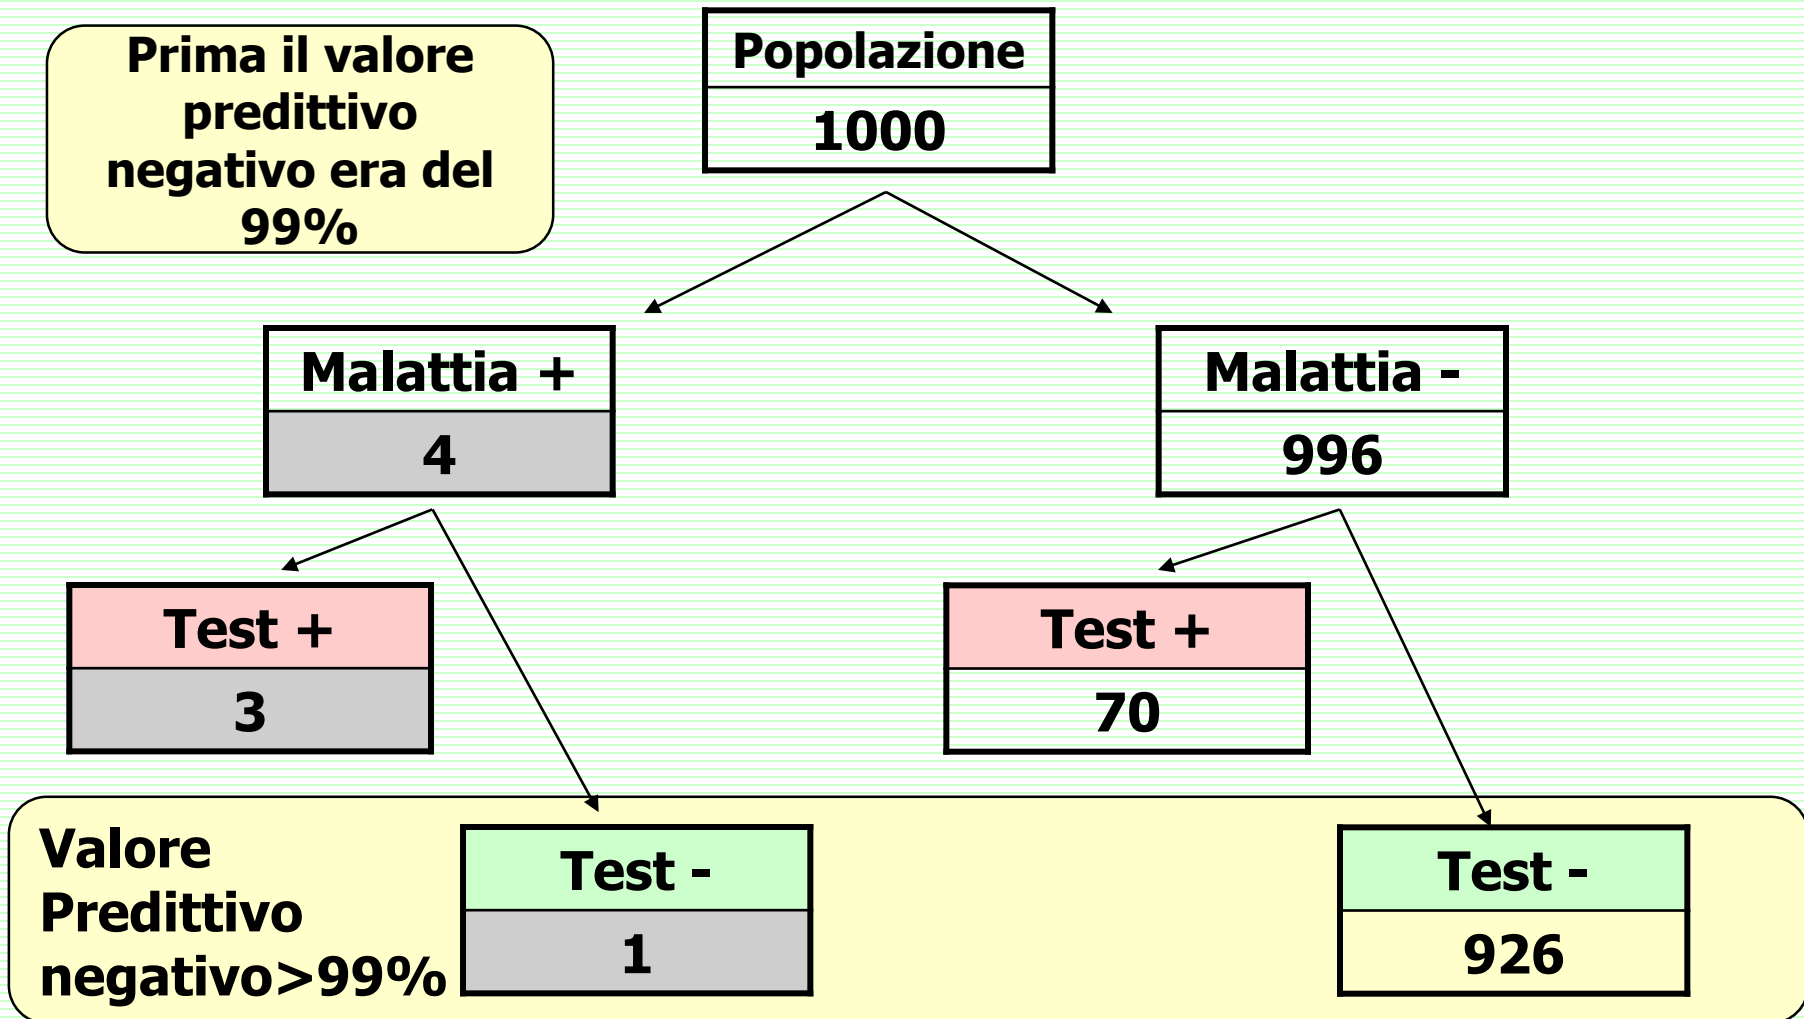 Prima il valore
predittivo
negativo era del
99%
Popolazione
1000
Malattia +
4
Malattia -
996
Test +
3
Test +
70
Valore
Predittivo
negativo>99%
Test -
1
Test -
926